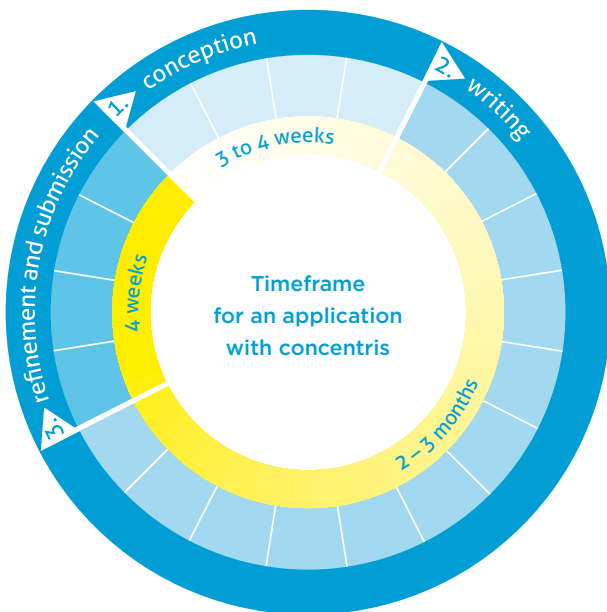 1. conception
3 to 4 weeks
2. writing
2 – 3 months
3. refinement and submission
4 weeks
Timeframe
for an application
with concentris